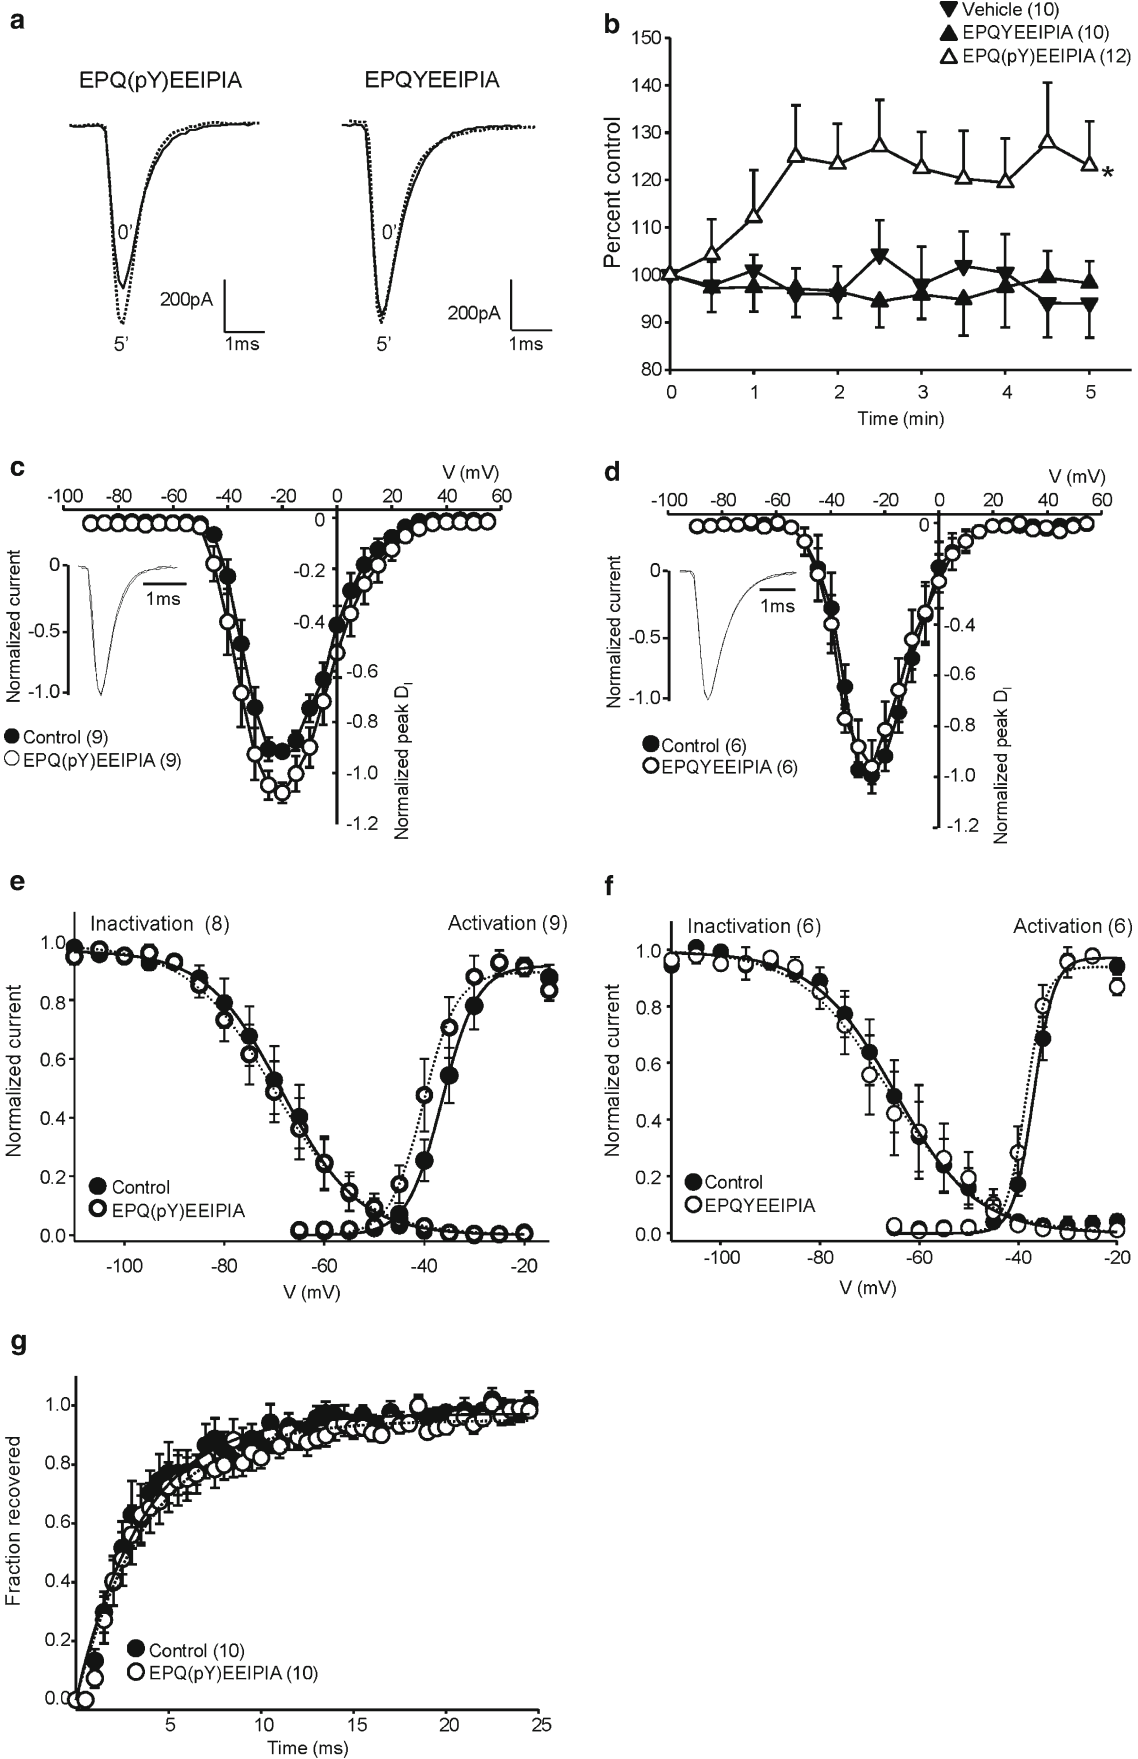 a
EPQ(pY)EEIPIA
EPQYEEIPIA
0'
5'
200pA
1ms
0'
5'
200pA
1ms
b
Vehicle (10)
EPQYEEIPIA (10)
EPQ(pY)EEIPIA (12)
Percent control
150
140
130
120
110
100
90
80
*
0 1 2 3 4 5
Time (min)
c
V (mV)
-100 -80 -60 -40 -20 0 20 40 60
0
-0.2
-0.4
-0.6
-0.8
-1.0
-1.2
Normalized peak DI
Normalized current
0
-0.5
-1.0
1ms
Control (9)
EPQ(pY)EEIPIA (9)
d
V (mV)
-100 -80 -60 -40 -20 0 20 40 60
0
-0.4
-0.6
-0.8
-1.0
-1.2
Normalized peak DI
Normalized current
0
-0.5
-1.0
1ms
Control (6)
EPQYEEIPIA (6)
e
Inactivation (8)
Activation (9)
Normalized current
1.0
0.8
0.6
0.4
0.2
0.0
Control
EPQ(pY)EEIPIA
-100 -80 -60 -40 -20
V (mV)
f
Inactivation (6)
Activation (6)
Normalized current
1.0
0.8
0.6
0.4
0.2
0.0
Control
EPQYEEIPIA
-100 -80 -60 -40 -20
V (mV)
g
Fraction recovered
1.0
0.8
0.6
0.4
0.2
0.0
Control (10)
EPQ(pY)EEIPIA (10)
5 10 15 20 25
Time (ms)